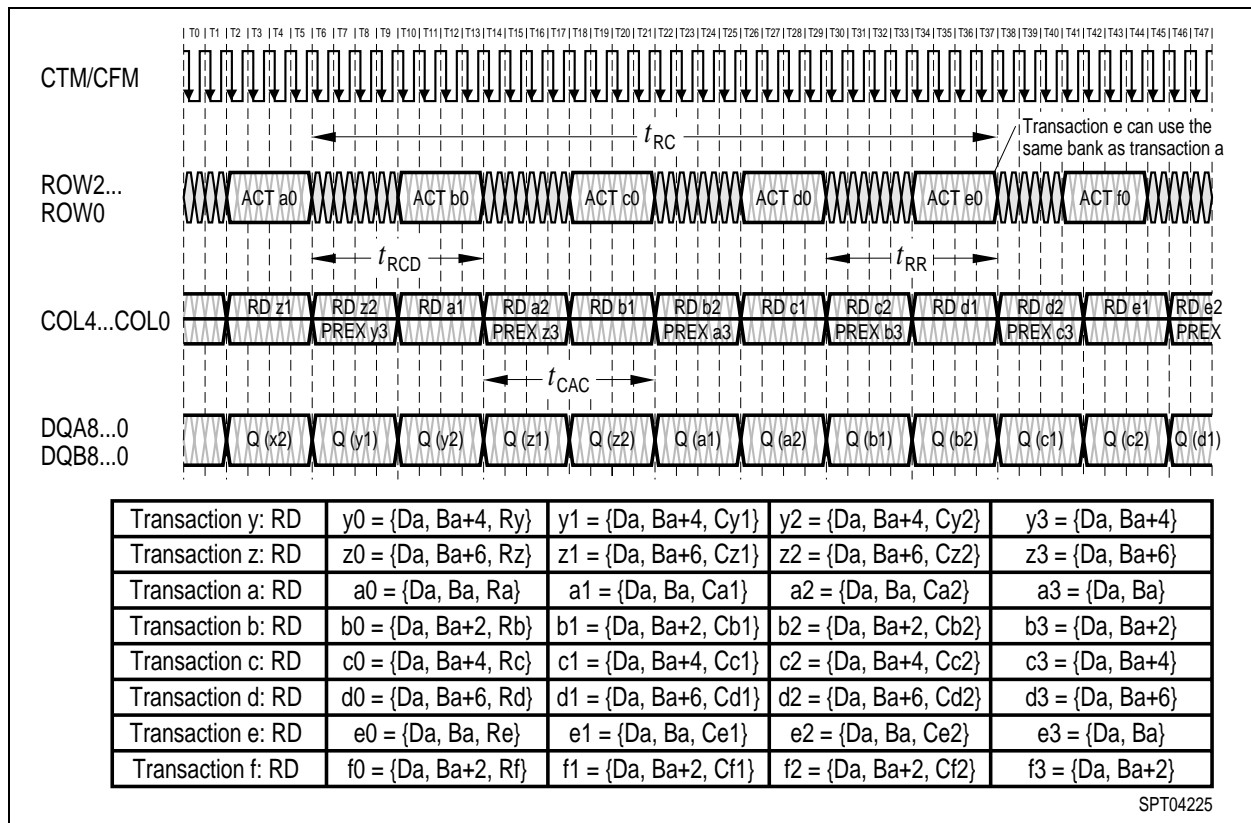 T0 T1 T2 T3 T4 T5 T6 T7 T8 T9 T10 T11 T12 T13 T14 T15 T16 T17 T18 T19 T20 T21 T22 T23 T24 T25 T26 T27 T28 T29 T30 T31 T32 T33 T34 T35 T36 T37 T38 T39 T40 T41 T42 T43 T44 T45 T46 T47
CTM/CFM
tRC
Transaction e can use the
same bank as transaction a
ROW2...
ROW0
ACT a0 ACT b0 ACT c0 ACT d0 ACT e0 ACT f0
tRCD tRR
COL4...COL0
RD z1 RD z2 RD a1 RD a2 RD b1 RD b2 RD c1 RD c2 RD d1 RD d2 RD e1 RD e2
PREX y3 PREX z3 PREX a3 PREX b3 PREX c3 PREX
tCAC
DQA8...0
DQB8...0
Q (x2) Q (y1) Q (y2) Q (z1) Q (z2) Q (a1) Q (a2) Q (b1) Q (b2) Q (c1) Q (c2) Q (d1)
Transaction y: RD y0 = {Da, Ba+4, Ry} y1 = {Da, Ba+4, Cy1} y2 = {Da, Ba+4, Cy2} y3 = {Da, Ba+4}
Transaction z: RD z0 = {Da, Ba+6, Rz} z1 = {Da, Ba+6, Cz1} z2 = {Da, Ba+6, Cz2} z3 = {Da, Ba+6}
Transaction a: RD a0 = {Da, Ba, Ra} a1 = {Da, Ba, Ca1} a2 = {Da, Ba, Ca2} a3 = {Da, Ba}
Transaction b: RD b0 = {Da, Ba+2, Rb} b1 = {Da, Ba+2, Cb1} b2 = {Da, Ba+2, Cb2} b3 = {Da, Ba+2}
Transaction c: RD c0 = {Da, Ba+4, Rc} c1 = {Da, Ba+4, Cc1} c2 = {Da, Ba+4, Cc2} c3 = {Da, Ba+4}
Transaction d: RD d0 = {Da, Ba+6, Rd} d1 = {Da, Ba+6, Cd1} d2 = {Da, Ba+6, Cd2} d3 = {Da, Ba+6}
Transaction e: RD e0 = {Da, Ba, Re} e1 = {Da, Ba, Ce1} e2 = {Da, Ba, Ce2} e3 = {Da, Ba}
Transaction f: RD f0 = {Da, Ba+2, Rf} f1 = {Da, Ba+2, Cf1} f2 = {Da, Ba+2, Cf2} f3 = {Da, Ba+2}
SPT04225